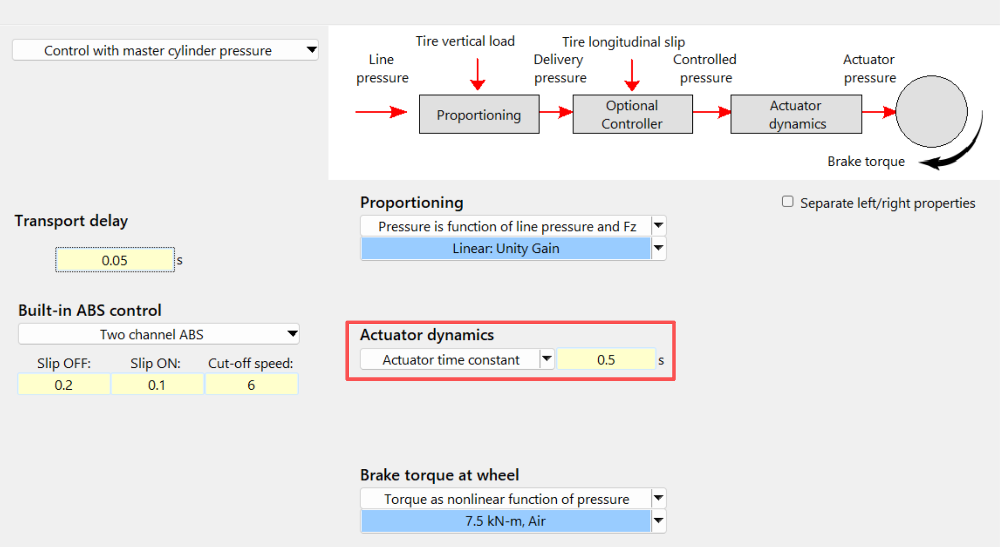 Control with master cylinder pressure
Tire vertical load
Tire longitudinal slip
Line
pressure
Delivery
pressure
Controlled
pressure
Actuator
pressure
Proportioning
Optional
Controller
Actuator
dynamics
Brake torque
Transport delay
0.05 s
Built-in ABS control
Two channel ABS
Slip OFF: Slip ON: Cut-off speed:
0.2 0.1 6
Proportioning
Pressure is function of line pressure and Fz
Linear: Unity Gain
Separate left/right properties
Actuator dynamics
Actuator time constant 0.5 s
Brake torque at wheel
Torque as nonlinear function of pressure
7.5 kN-m, Air